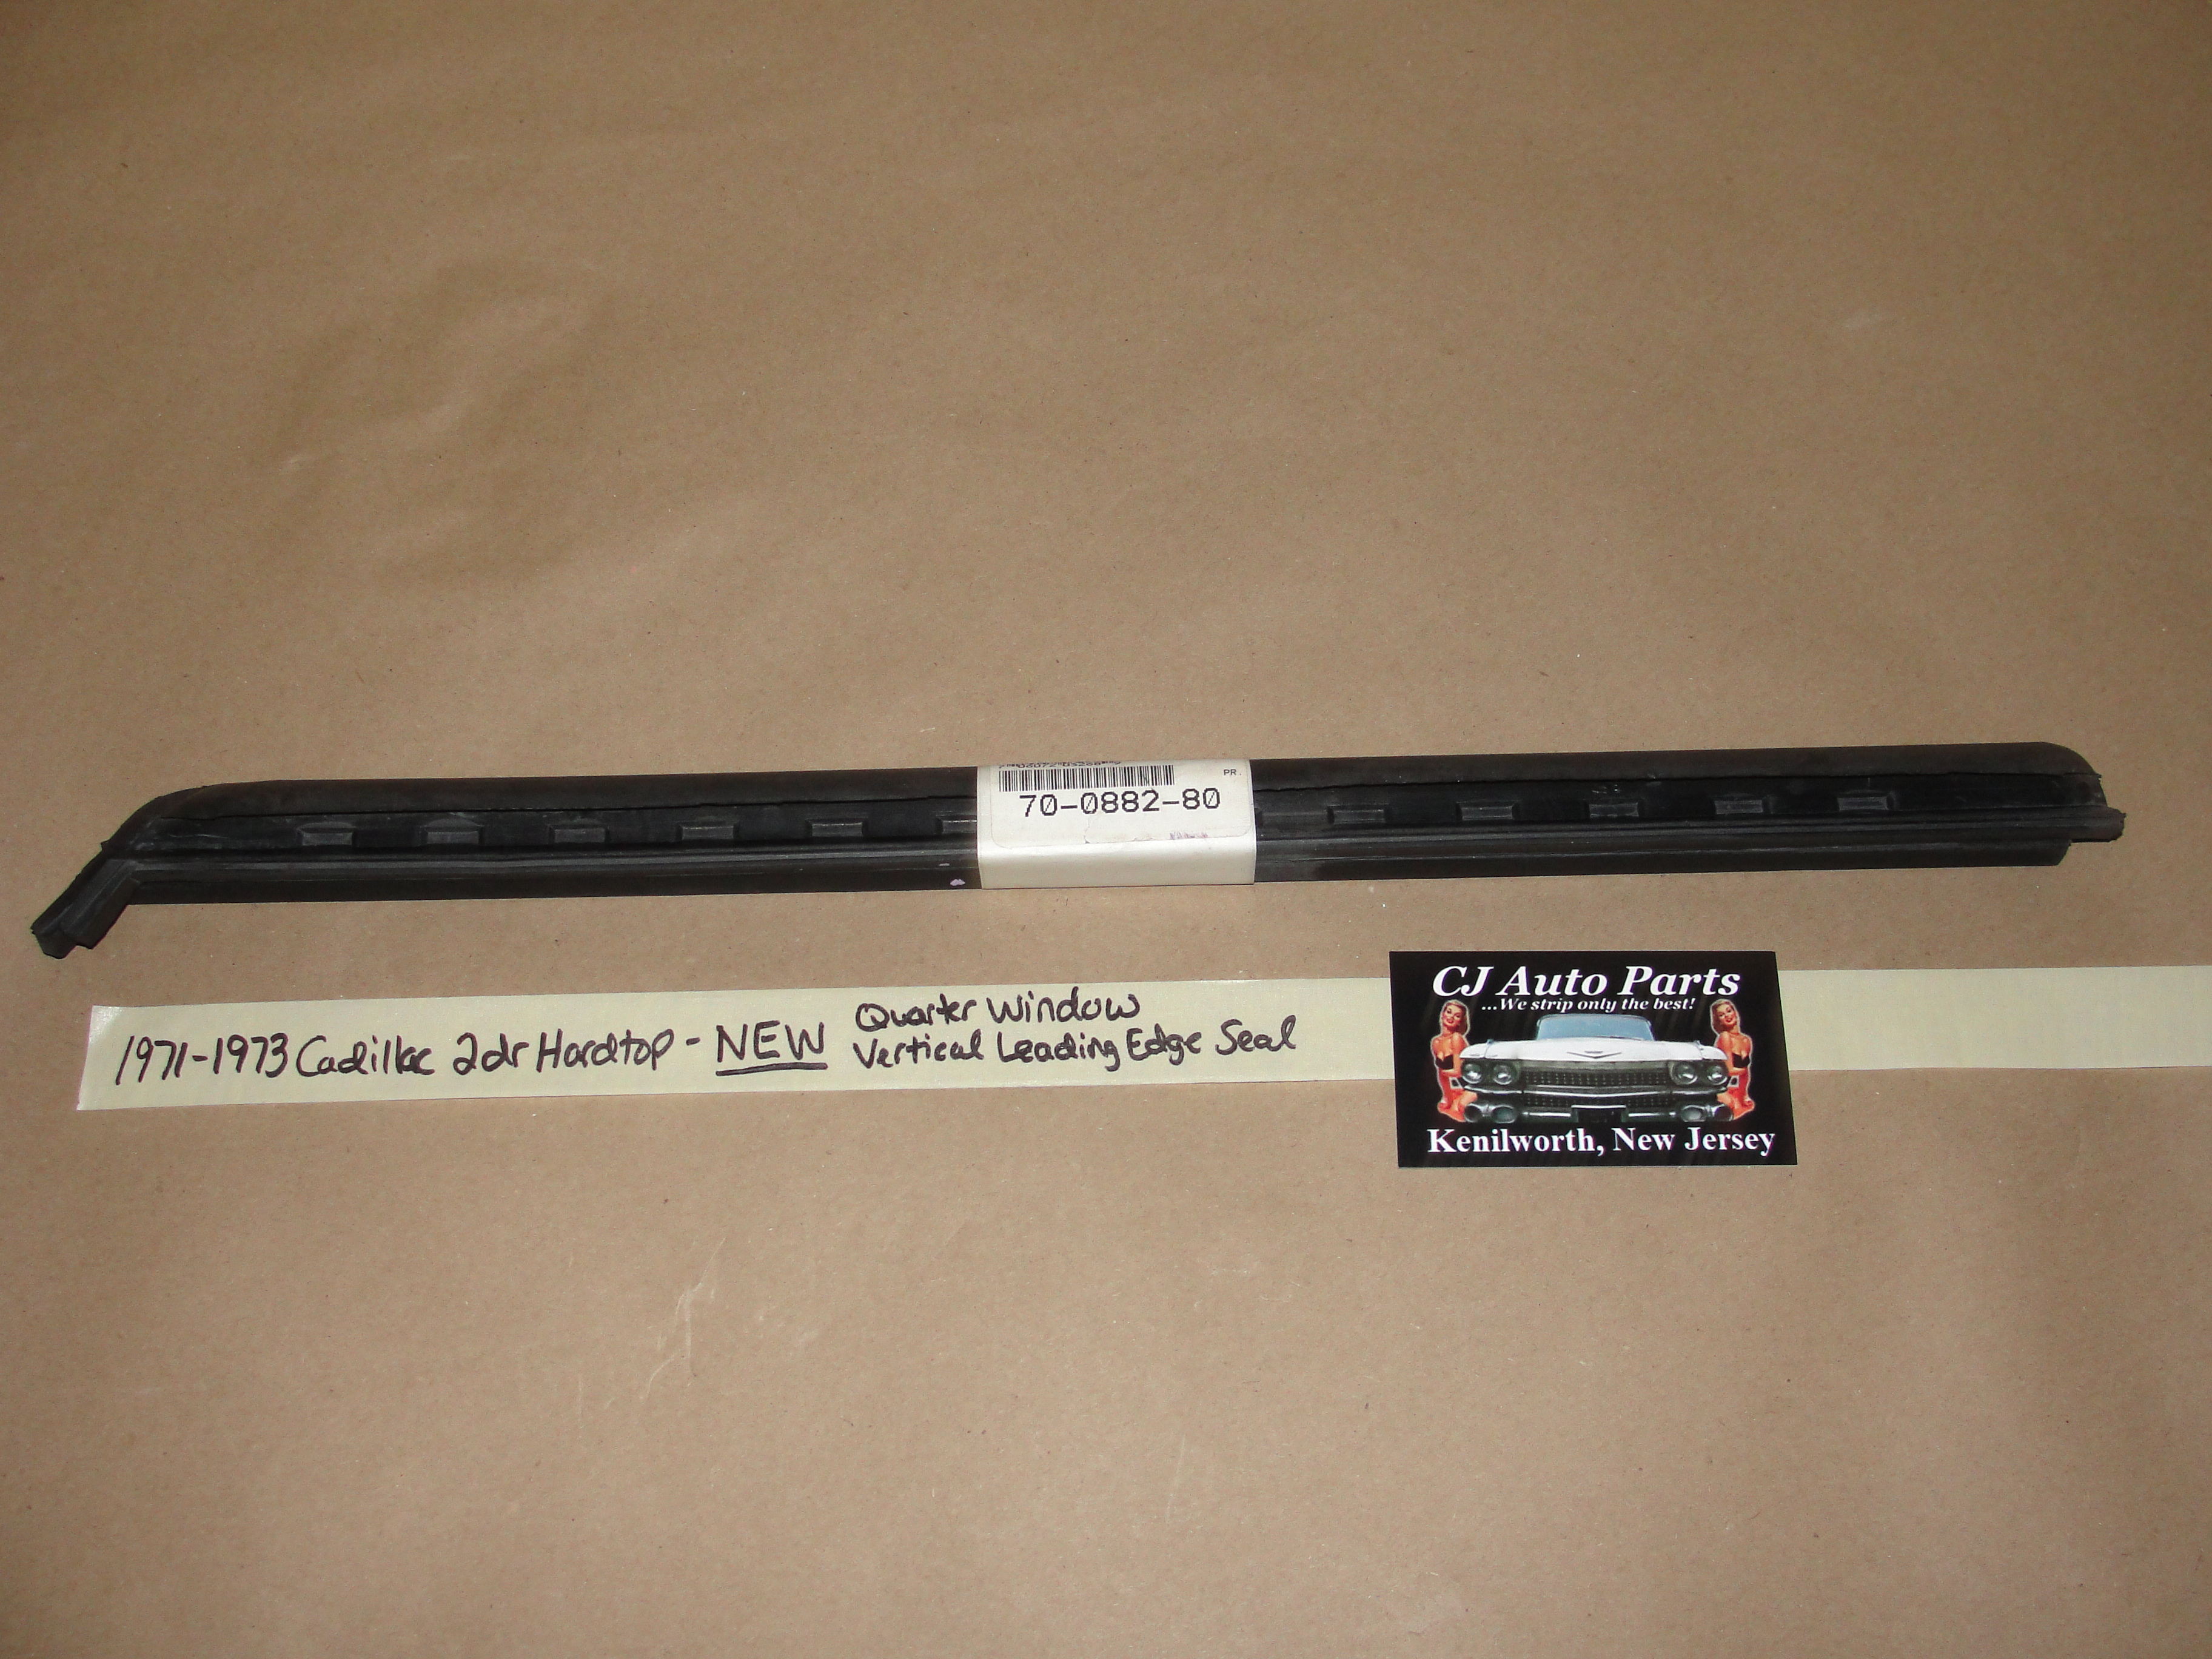 PR.
70-0882-80
1971-1973 Cadillac 2dr Hardtop - NEW Quarter Window
Vertical Leading Edge Seal
CJ Auto Parts
...We strip only the best!
Kenilworth, New Jersey